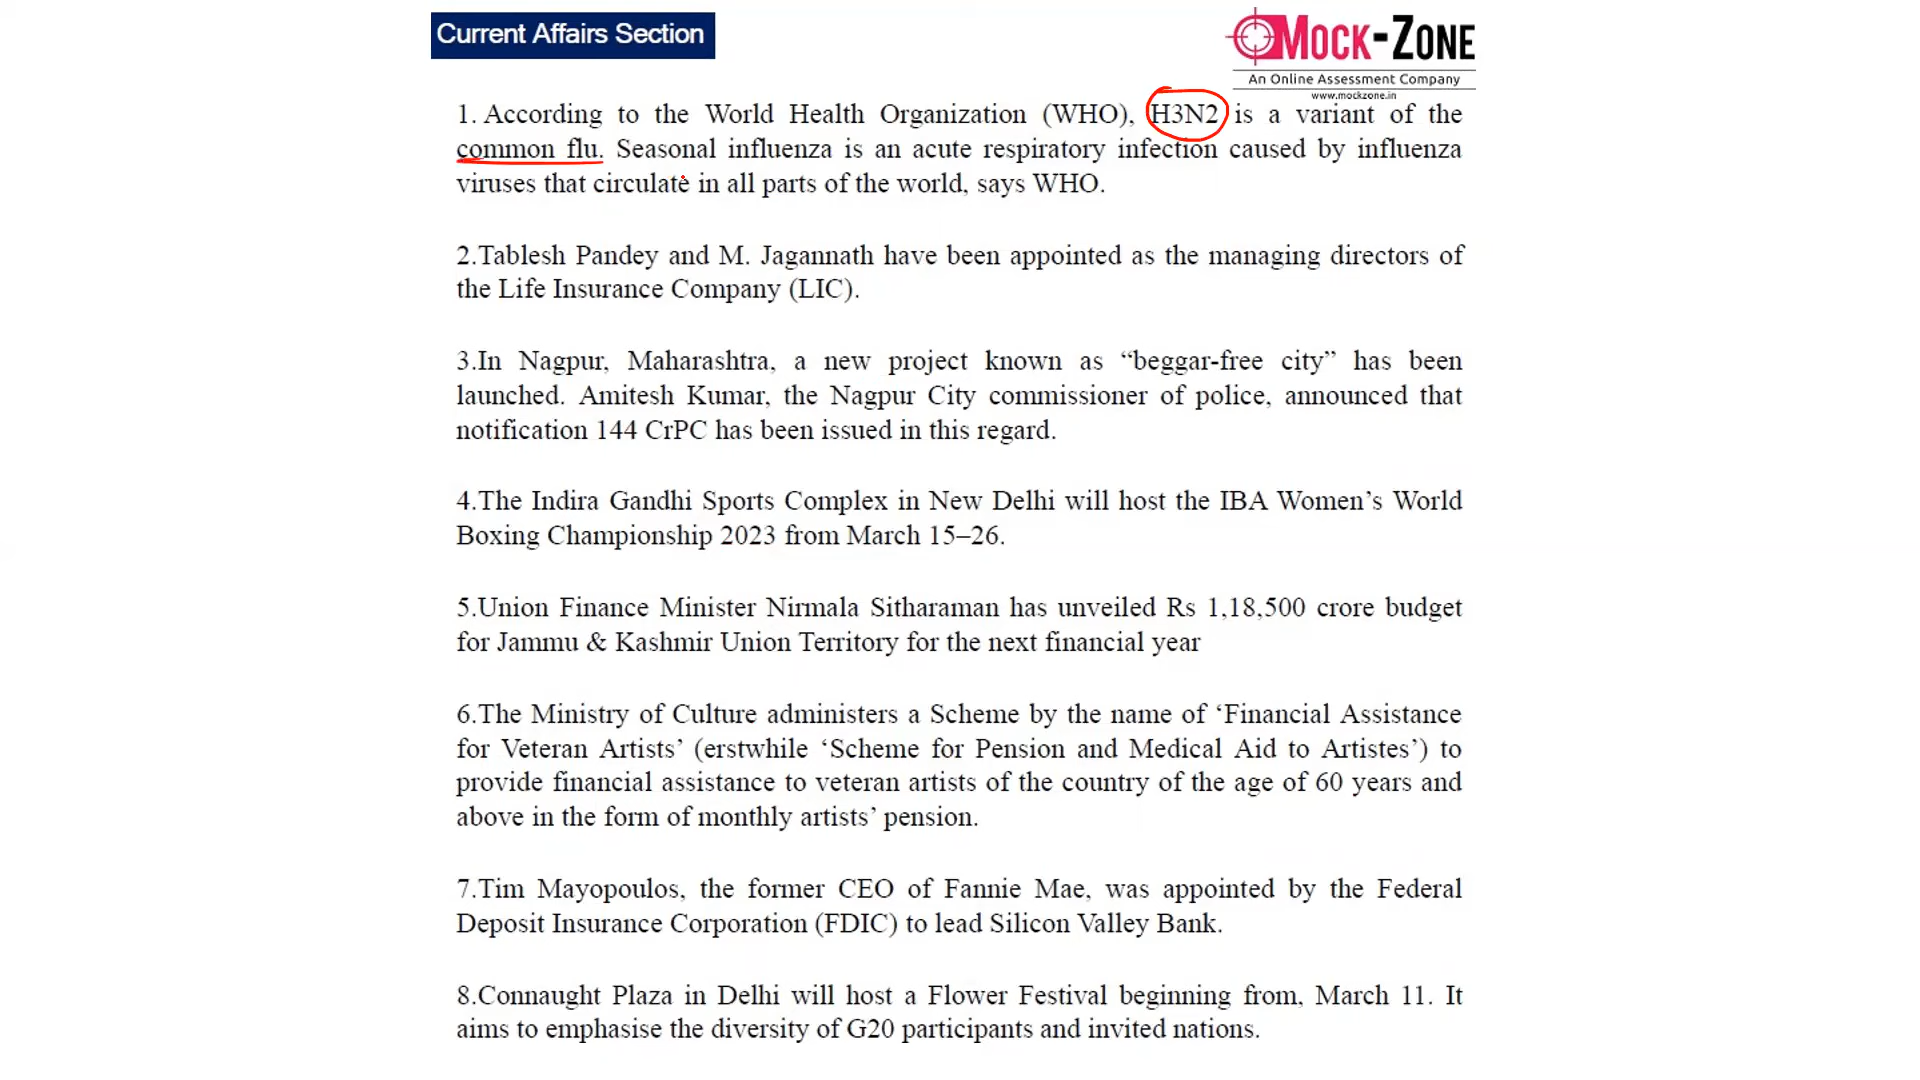 Current Affairs Section
MOCK-ZONE
An Online Assessment Company
www.mockzone.in
1. According to the World Health Organization (WHO), H3N2 is a variant of the
common flu. Seasonal influenza is an acute respiratory infection caused by influenza
viruses that circulate in all parts of the world, says WHO.
2.Tablesh Pandey and M. Jagannath have been appointed as the managing directors of
the Life Insurance Company (LIC).
3.In Nagpur, Maharashtra, a new project known as “beggar-free city” has been
launched. Amitesh Kumar, the Nagpur City commissioner of police, announced that
notification 144 CrPC has been issued in this regard.
4.The Indira Gandhi Sports Complex in New Delhi will host the IBA Women’s World
Boxing Championship 2023 from March 15–26.
5.Union Finance Minister Nirmala Sitharaman has unveiled Rs 1,18,500 crore budget
for Jammu & Kashmir Union Territory for the next financial year
6.The Ministry of Culture administers a Scheme by the name of ‘Financial Assistance
for Veteran Artists’ (erstwhile ‘Scheme for Pension and Medical Aid to Artistes’) to
provide financial assistance to veteran artists of the country of the age of 60 years and
above in the form of monthly artists’ pension.
7.Tim Mayopoulos, the former CEO of Fannie Mae, was appointed by the Federal
Deposit Insurance Corporation (FDIC) to lead Silicon Valley Bank.
8.Connaught Plaza in Delhi will host a Flower Festival beginning from, March 11. It
aims to emphasise the diversity of G20 participants and invited nations.